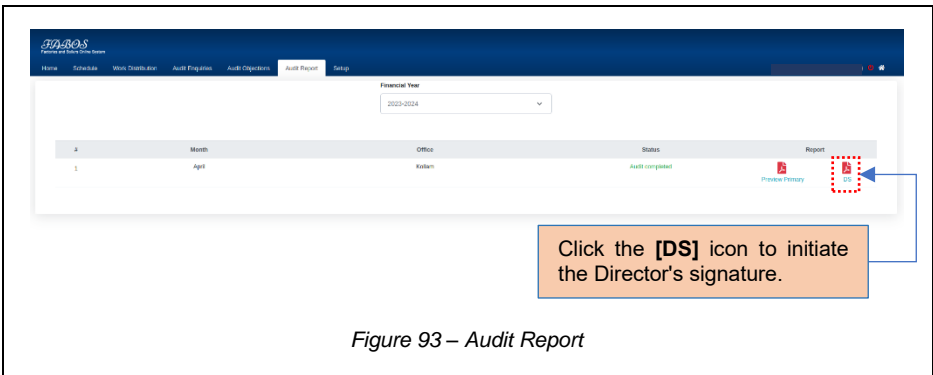 FABOS
Factories and Boilers Online System
Home Schedule Work Distribution Audit Enquiries Audit Objections Audit Report Setup
Financial Year
2023-2024
# Month Office Status Report
1 April Kollam Audit completed
Preview Primary DS
Click the [DS] icon to initiate
the Director's signature.
Figure 93 – Audit Report